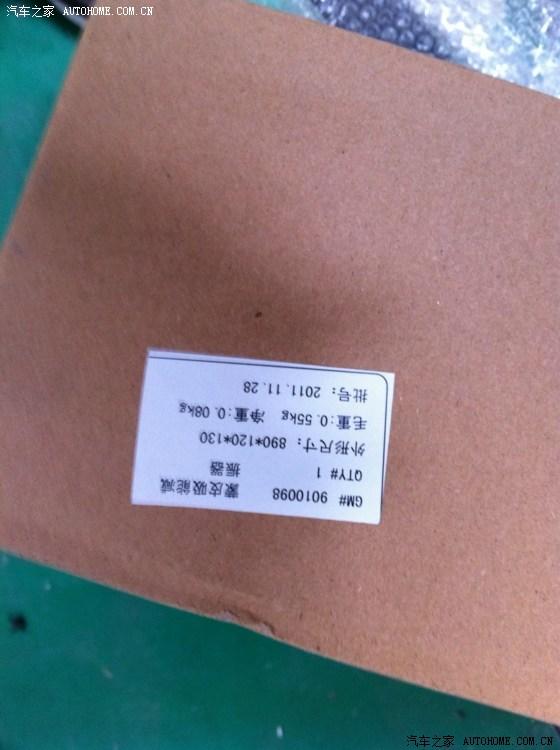 汽车之家 AUTOHOME.COM.CN
GM# 9010098 蒙皮吸能减
QTY# 1 振器
外形尺寸：890*120*130
毛重:0.55kg 净重:0.08kg
批号：2011.11.28
汽车之家 AUTOHOME.COM.CN